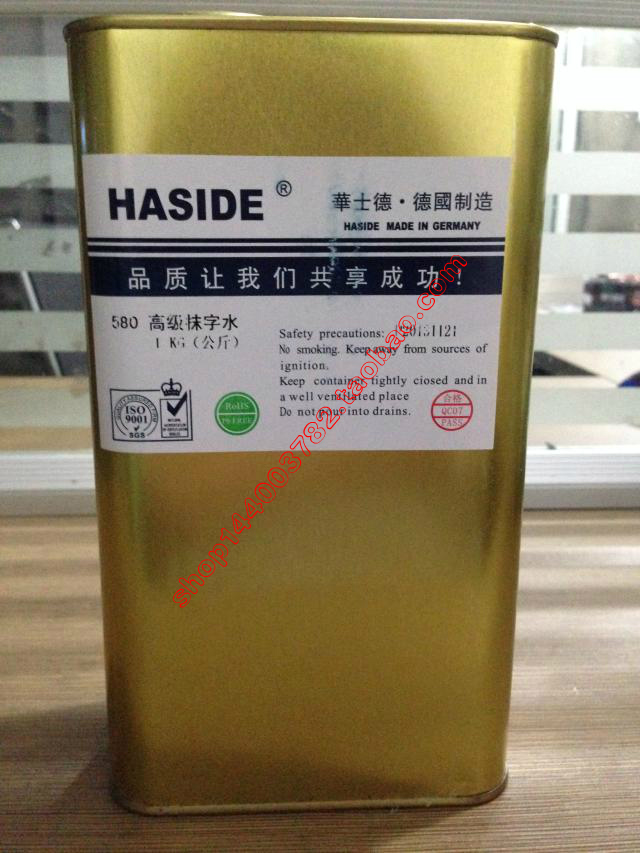 HASIDE ®
華士德·德國制造
HASIDE MADE IN GERMANY
品质让我们共享成功!
580 高级抹字水
1 KG (公斤)
Safety precautions:
No smoking. Keep away from sources of
ignition.
Keep container tightly closed and in
a well ventilated place
Do not pour into drains.
ISO
9001
SGS
RoHS
Pb FREE
合格
QC07
PASS
shop144003782.taobao.com